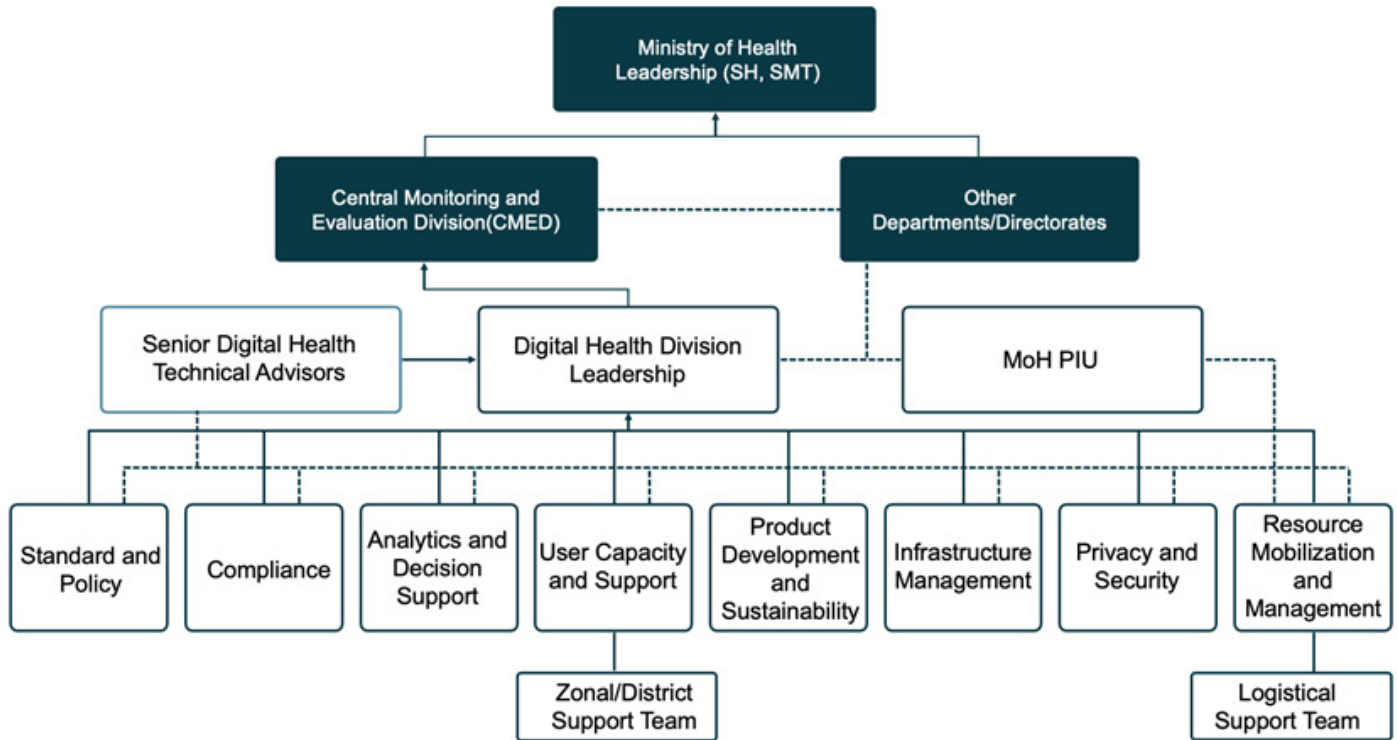 Ministry of Health
Leadership (SH, SMT)
Central Monitoring and
Evaluation Division(CMED)
Other
Departments/Directorates
Senior Digital Health
Technical Advisors
Digital Health Division
Leadership
MoH PIU
Standard and
Policy
Compliance
Analytics and
Decision
Support
User Capacity
and Support
Product
Development
and
Sustainability
Infrastructure
Management
Privacy and
Security
Resource
Mobilization
and
Management
Zonal/District
Support Team
Logistical
Support Team